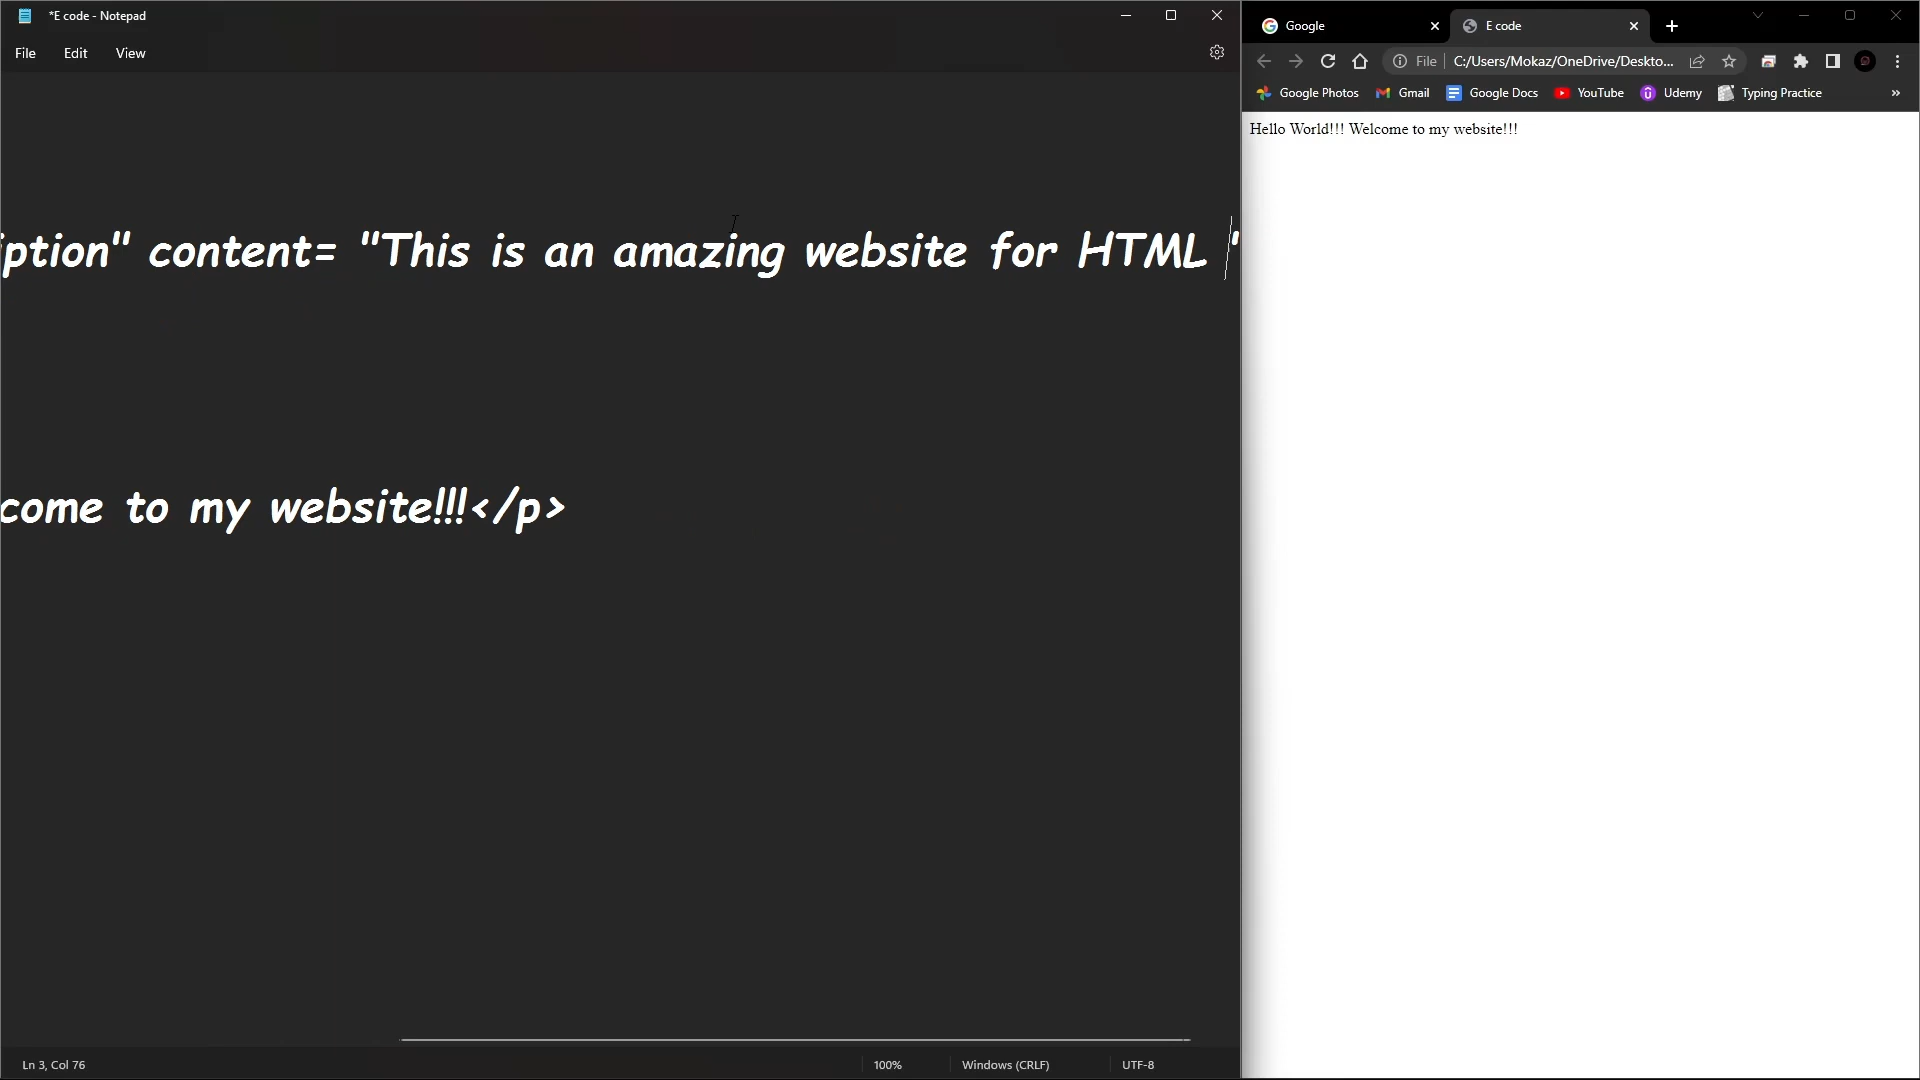 *E code - Notepad
File Edit View
iption" content= "This is an amazing website for HTML "
come to my website!!!</p>
Ln 3, Col 76 100% Windows (CRLF) UTF-8
Google E code
File C:/Users/Mokaz/OneDrive/Deskto...
Google Photos Gmail Google Docs YouTube Udemy Typing Practice »
Hello World!!! Welcome to my website!!!